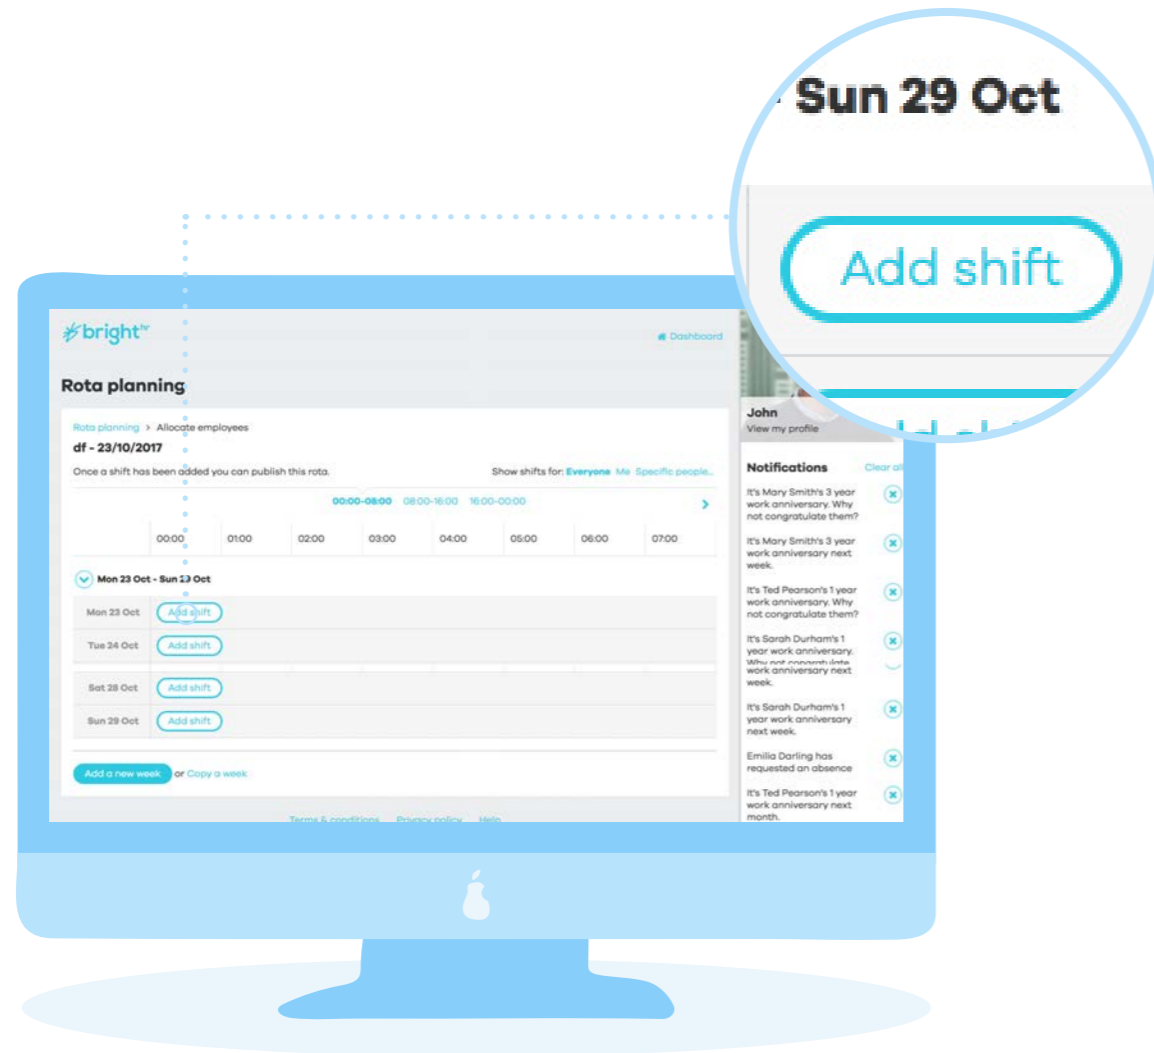 Sun 29 Oct
Add shift
brighthr
Dashboard
Rota planning
Rota planning > Allocate employees
df - 23/10/2017
Once a shift has been added you can publish this rota.
Show shifts for: Everyone Me Specific people...
00:00-08:00 08:00-16:00 16:00-00:00
00:00 01:00 02:00 03:00 04:00 05:00 06:00 07:00
Mon 23 Oct - Sun 29 Oct
Mon 23 Oct Add shift
Tue 24 Oct Add shift
Sat 28 Oct Add shift
Sun 29 Oct Add shift
Add a new week or Copy a week
Terms & conditions Privacy policy Help
John
View my profile
Notifications Clear all
It's Mary Smith's 3 year
work anniversary. Why
not congratulate them?
It's Mary Smith's 3 year
work anniversary next
week.
It's Ted Pearson's 1 year
work anniversary. Why
not congratulate them?
It's Sarah Durham's 1
year work anniversary.
Why not congratulate
work anniversary next
week.
It's Sarah Durham's 1
year work anniversary
next week.
Emilia Darling has
requested an absence
It's Ted Pearson's 1 year
work anniversary next
month.